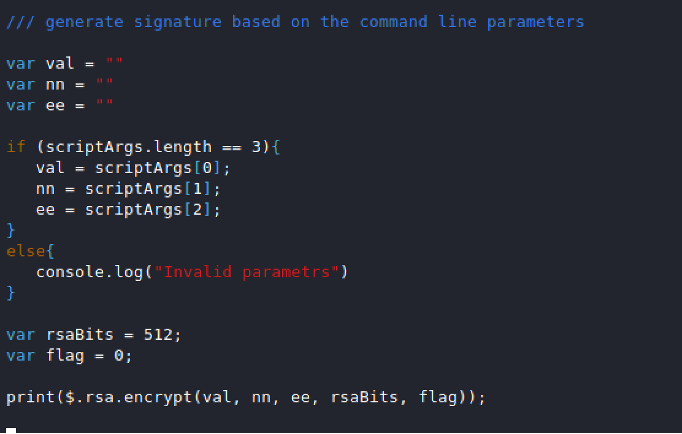 /// generate signature based on the command line parameters
var val = ""
var nn = ""
var ee = ""
if (scriptArgs.length == 3){
val = scriptArgs[0];
nn = scriptArgs[1];
ee = scriptArgs[2];
}
else{
console.log("Invalid parametrs")
}
var rsaBits = 512;
var flag = 0;
print($.rsa.encrypt(val, nn, ee, rsaBits, flag));